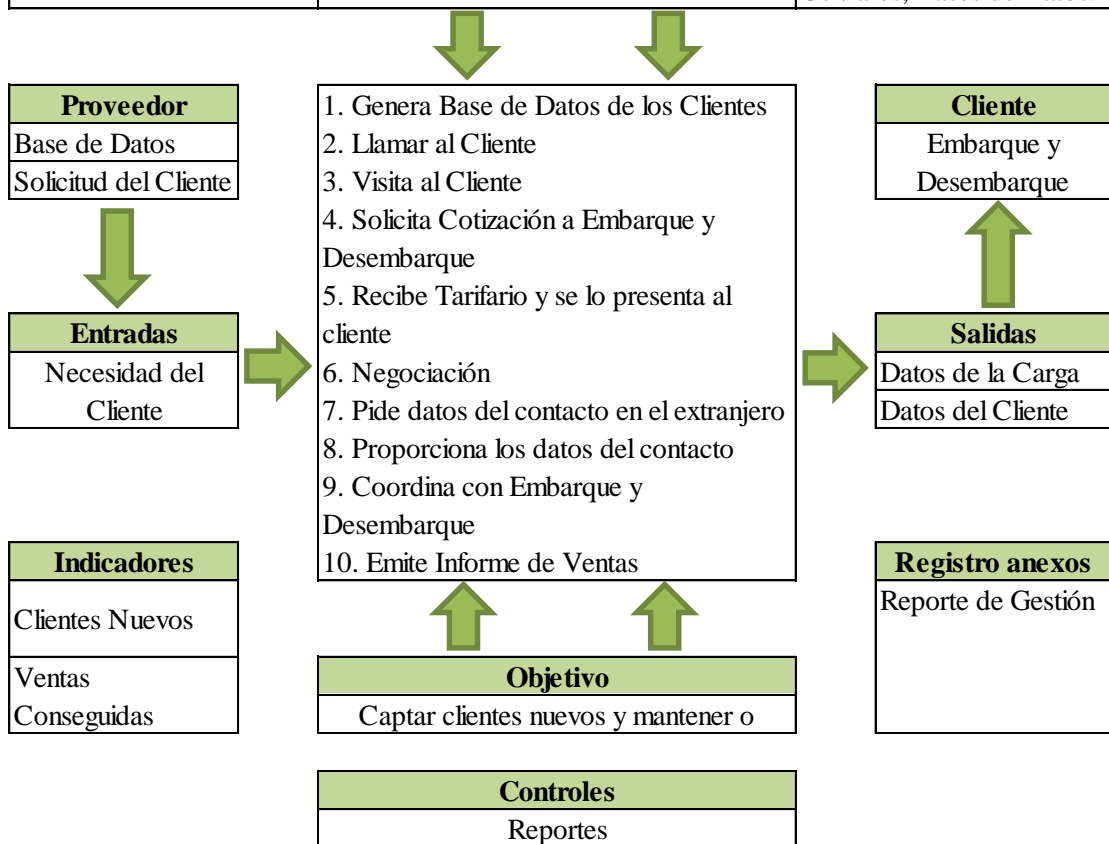 Proveedor
Base de Datos
Solicitud del Cliente
1. Genera Base de Datos de los Clientes
2. Llamar al Cliente
3. Visita al Cliente
4. Solicita Cotización a Embarque y
Desembarque
5. Recibe Tarifario y se lo presenta al
cliente
6. Negociación
7. Pide datos del contacto en el extranjero
8. Proporciona los datos del contacto
9. Coordina con Embarque y
Desembarque
10. Emite Informe de Ventas
Cliente
Embarque y
Desembarque
Entradas
Necesidad del
Cliente
Salidas
Datos de la Carga
Datos del Cliente
Indicadores
Clientes Nuevos
Ventas
Conseguidas
Objetivo
Captar clientes nuevos y mantener o
Registro anexos
Reporte de Gestión
Controles
Reportes